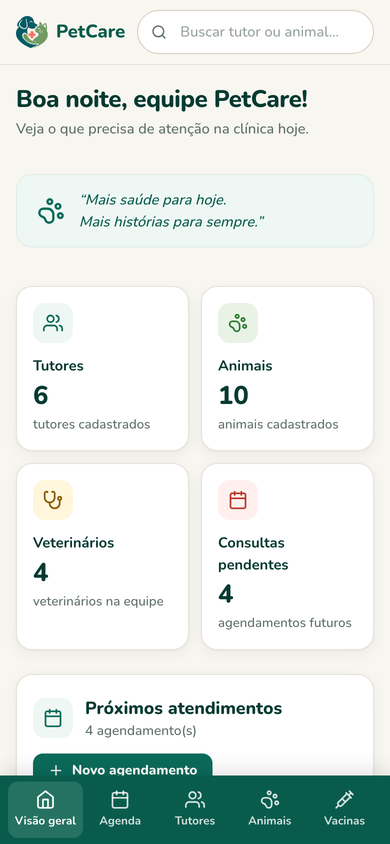 PetCare
Buscar tutor ou animal...
Boa noite, equipe PetCare!
Veja o que precisa de atenção na clínica hoje.
“Mais saúde para hoje.
Mais histórias para sempre.”
Tutores
6
tutores cadastrados
Animais
10
animais cadastrados
Veterinários
4
veterinários na equipe
Consultas
pendentes
4
agendamentos futuros
Próximos atendimentos
4 agendamento(s)
Novo agendamento
Visão geral
Agenda
Tutores
Animais
Vacinas